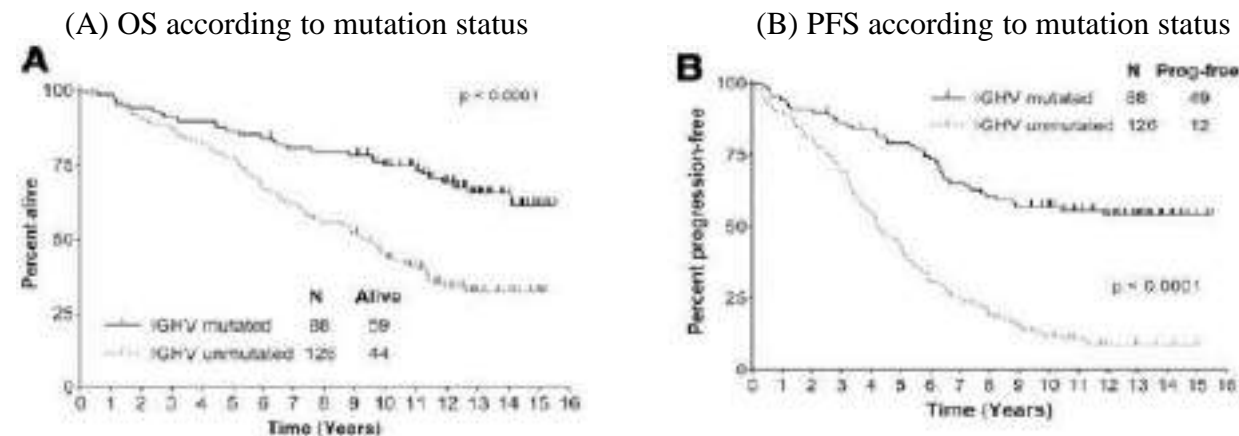 (A) OS according to mutation status
A
100
75
50
25
0
Percent alive
p < 0.0001
N Alive
IGHV mutated 88 59
IGHV unmutated 126 44
0 1 2 3 4 5 6 7 8 9 10 11 12 13 14 15 16
Time (Years)
(B) PFS according to mutation status
B
100
75
50
25
0
Percent progression-free
N Prog-free
IGHV mutated 88 49
IGHV unmutated 126 12
p < 0.0001
0 1 2 3 4 5 6 7 8 9 10 11 12 13 14 15 16
Time (Years)